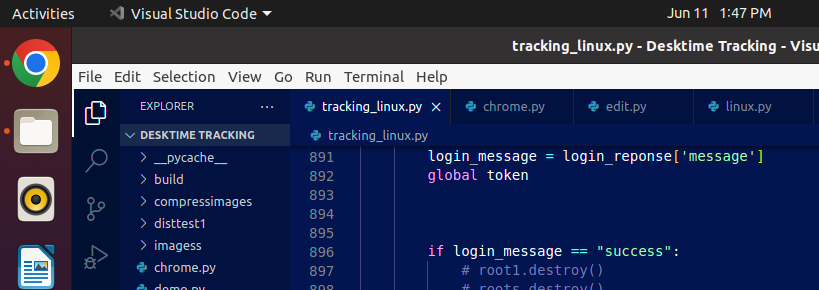 Activities Visual Studio Code Jun 11 1:47 PM
tracking_linux.py - Desktime Tracking - Visu
File Edit Selection View Go Run Terminal Help
EXPLORER ... tracking_linux.py chrome.py edit.py linux.py
DESKTIME TRACKING tracking_linux.py
__pycache__
build
compressimages
disttest1
imagess
chrome.py
demo.py
891 login_message = login_reponse['message']
892 global token
893
894
895
896 if login_message == "success":
897 # root1.destroy()
898 # roots.destroy()